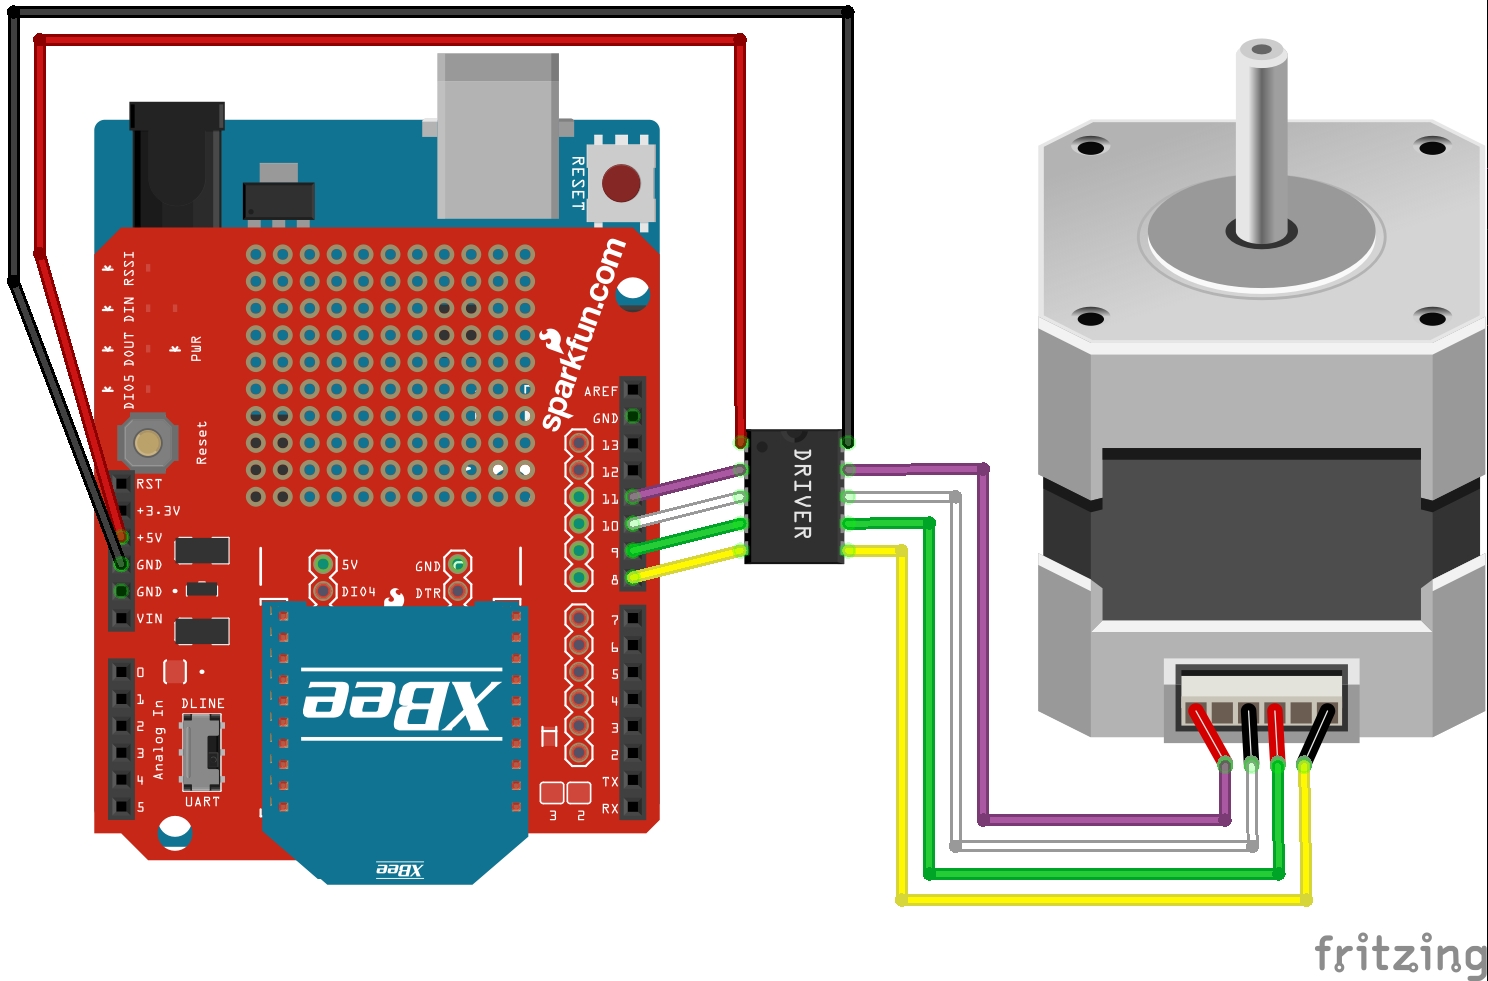 RESET
sparkfun.com
RSSI
DIN
DOUT
DIO5
PWR
Reset
RST
+3.3V
+5V
GND
GND
VIN
0
1
2
3
4
5
Analog In
DLINE
UART
5V
DIO4
GND
DTR
AREF
GND
13
12
11
10
9
8
7
6
5
4
3
2
TX
RX
3 2
XBee
XBee
DRIVER
fritzing